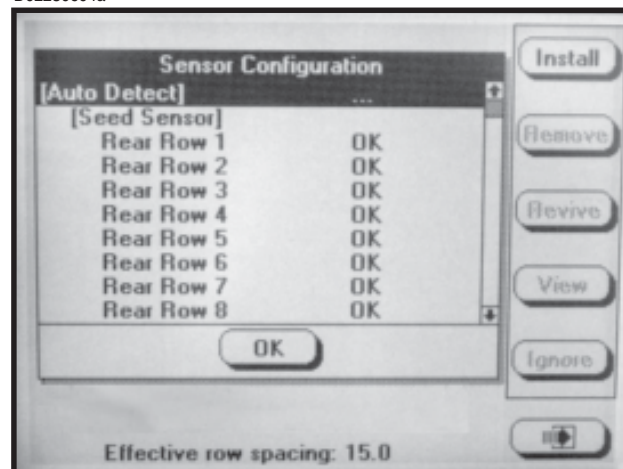 Sensor Configuration
[Auto Detect] ...
[Seed Sensor]
Rear Row 1 OK
Rear Row 2 OK
Rear Row 3 OK
Rear Row 4 OK
Rear Row 5 OK
Rear Row 6 OK
Rear Row 7 OK
Rear Row 8 OK
OK
Effective row spacing: 15.0
Install
Remove
Revive
View
Ignore